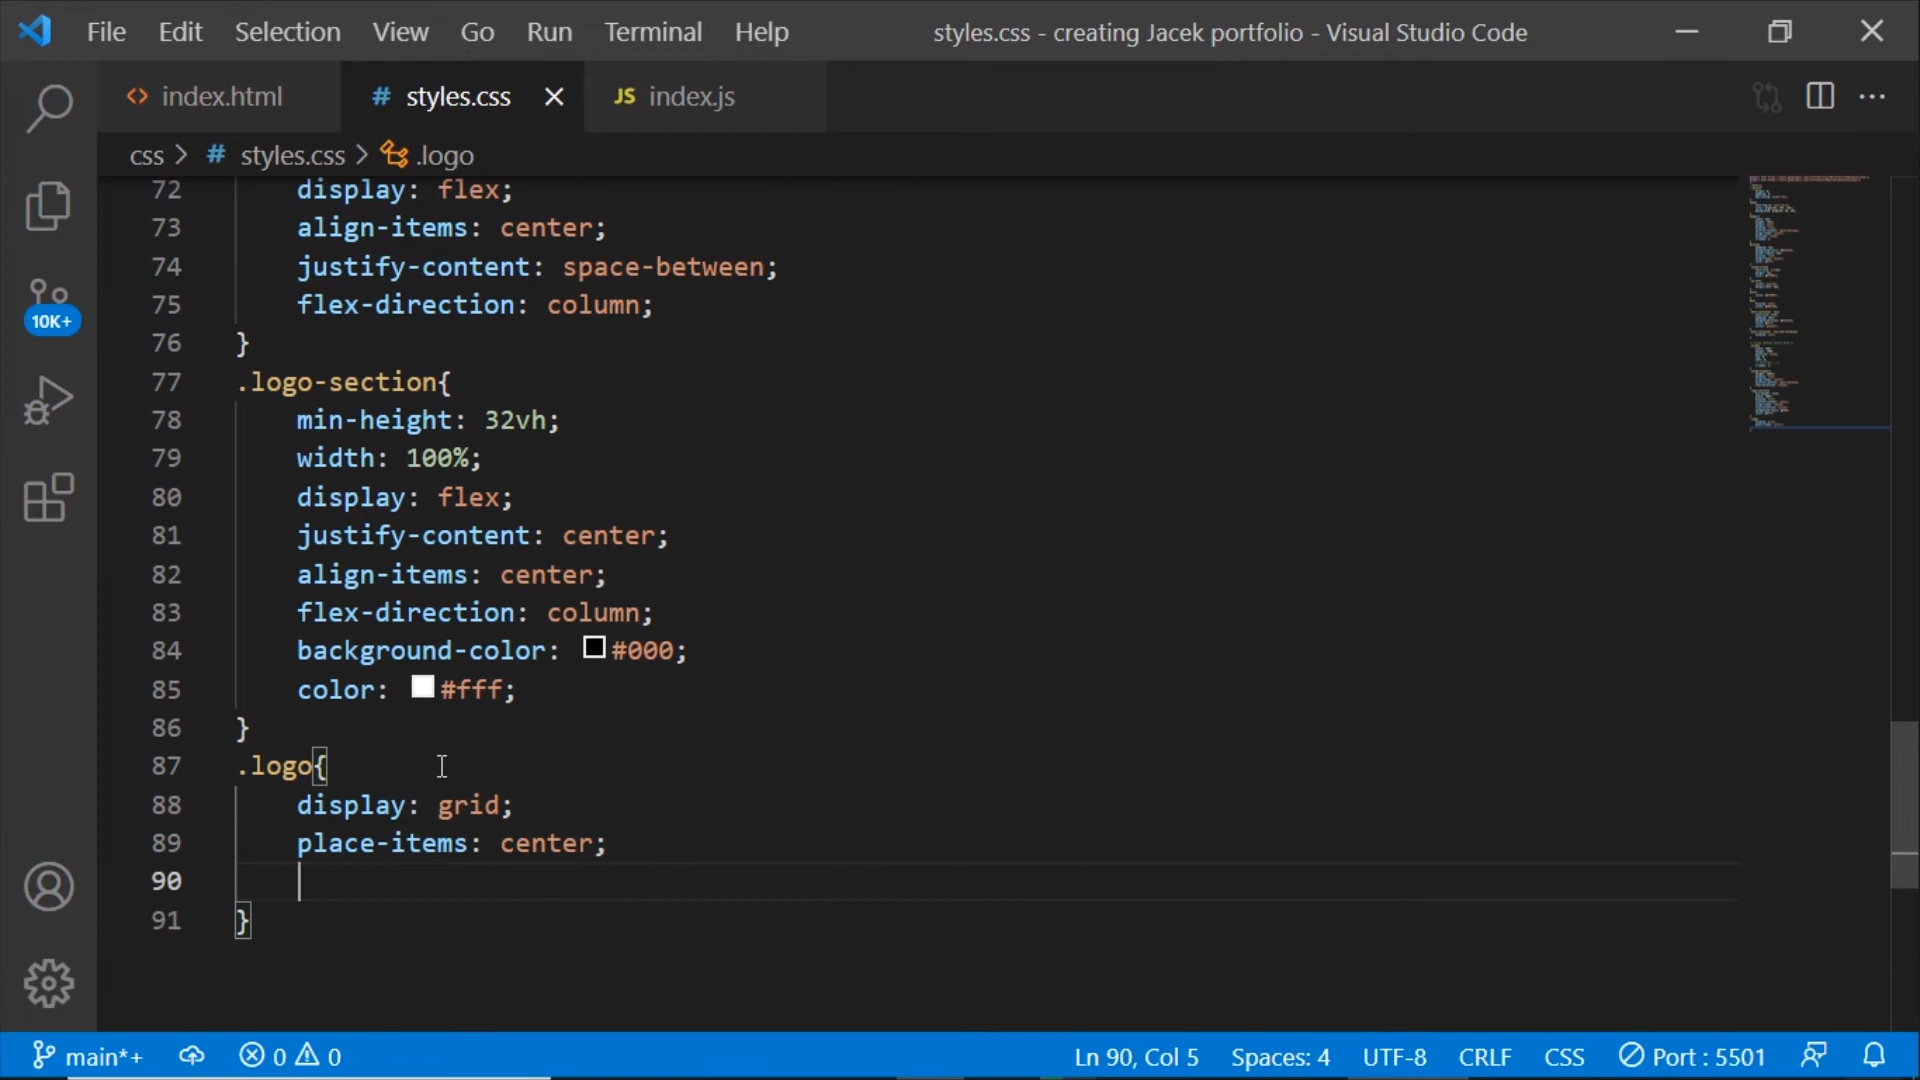 File Edit Selection View Go Run Terminal Help styles.css - creating Jacek portfolio - Visual Studio Code
index.html # styles.css JS index.js
css > # styles.css > .logo
72 display: flex;
73 align-items: center;
74 justify-content: space-between;
75 flex-direction: column;
76 }
77 .logo-section{
78 min-height: 32vh;
79 width: 100%;
80 display: flex;
81 justify-content: center;
82 align-items: center;
83 flex-direction: column;
84 background-color: #000;
85 color: #fff;
86 }
87 .logo{
88 display: grid;
89 place-items: center;
90
91 }
10K+
main*+ 0 0 Ln 90, Col 5 Spaces: 4 UTF-8 CRLF CSS Port : 5501